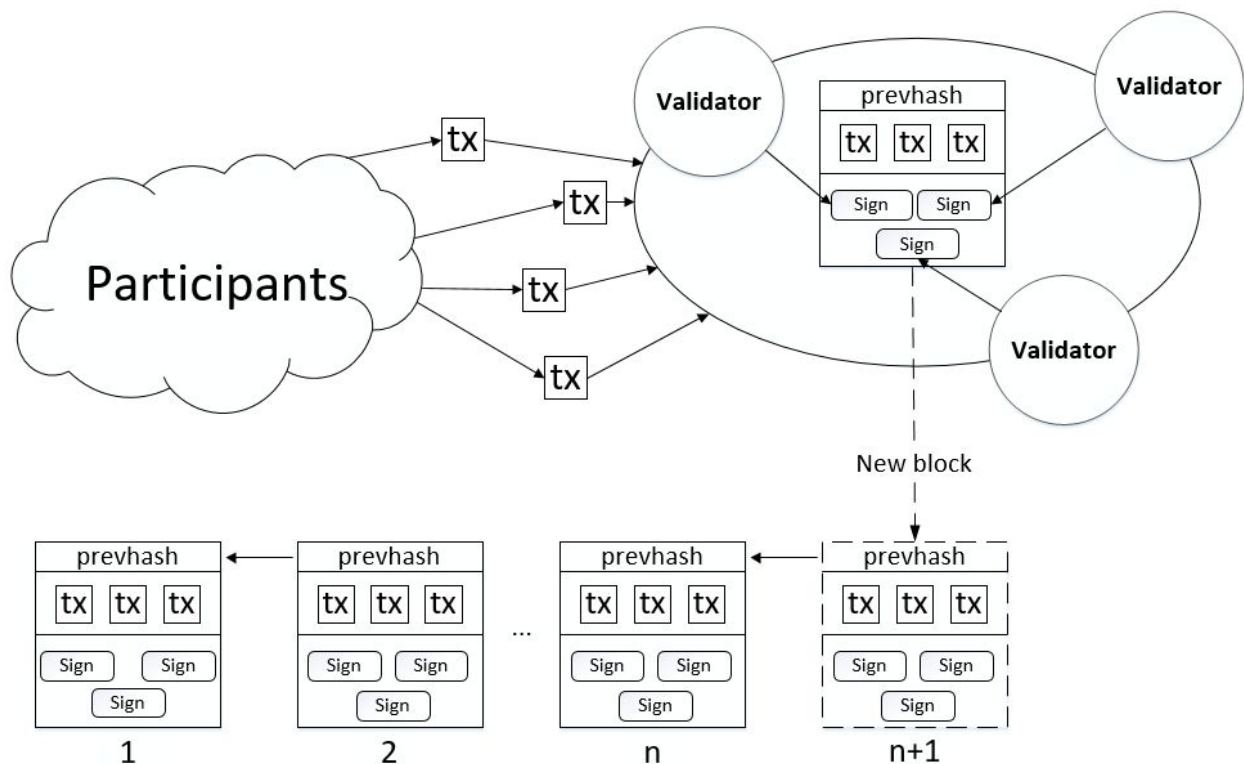 Participants
tx
tx
tx
tx
Validator
Validator
Validator
prevhash
tx tx tx
Sign Sign
Sign
New block
prevhash
tx tx tx
Sign Sign
Sign
1
prevhash
tx tx tx
Sign Sign
Sign
2
...
prevhash
tx tx tx
Sign Sign
Sign
n
prevhash
tx tx tx
Sign Sign
Sign
n+1